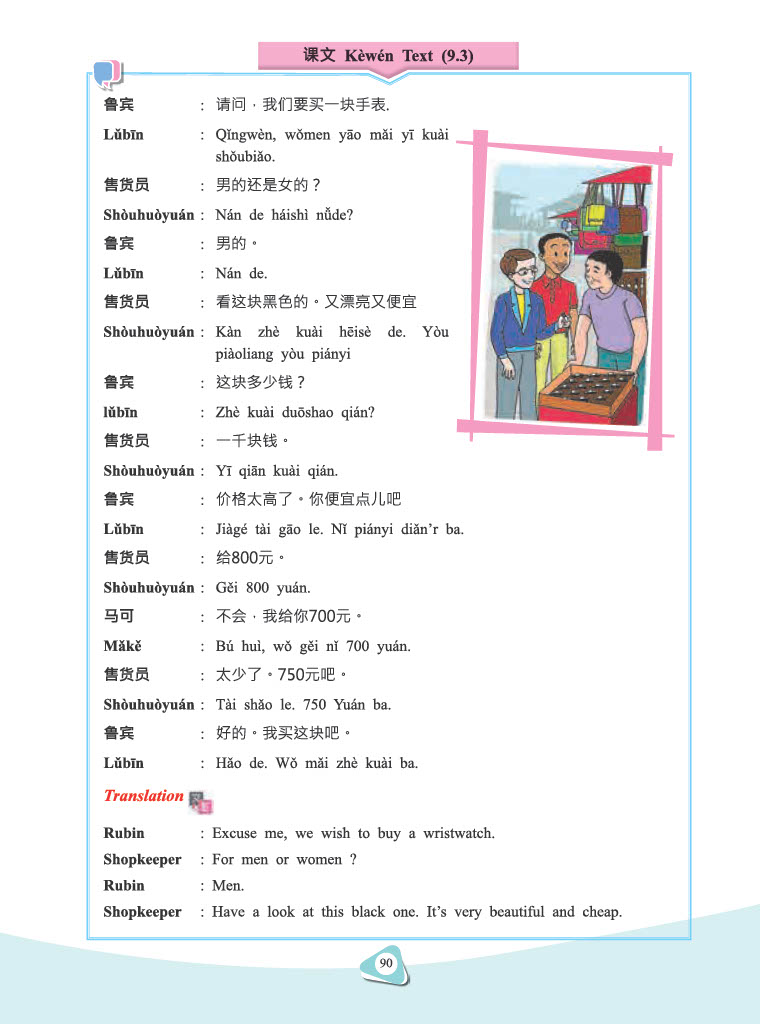 课文 Kèwén Text (9.3)
鲁宾 : 请问，我们要买一块手表.
Lǔbīn : Qǐngwèn, wǒmen yāo mǎi yī kuài
shǒubiǎo.
售货员 : 男的还是女的？
Shòuhuòyuán : Nán de háishì nǚde?
鲁宾 : 男的。
Lǔbīn : Nán de.
售货员 : 看这块黑色的。又漂亮又便宜
Shòuhuòyuán : Kàn zhè kuài hēisè de. Yòu
piàoliang yòu piányi
鲁宾 : 这块多少钱？
lǔbīn : Zhè kuài duōshao qián?
售货员 : 一千块钱。
Shòuhuòyuán : Yī qiān kuài qián.
鲁宾 : 价格太高了。你便宜点儿吧
Lǔbīn : Jiàgé tài gāo le. Nǐ piányi diǎn’r ba.
售货员 : 给800元。
Shòuhuòyuán : Gěi 800 yuán.
马可 : 不会，我给你700元。
Mǎkě : Bú huì, wǒ gěi nǐ 700 yuán.
售货员 : 太少了。750元吧。
Shòuhuòyuán : Tài shǎo le. 750 Yuán ba.
鲁宾 : 好的。我买这块吧。
Lǔbīn : Hǎo de. Wǒ mǎi zhè kuài ba.
Translation
Rubin : Excuse me, we wish to buy a wristwatch.
Shopkeeper : For men or women ?
Rubin : Men.
Shopkeeper : Have a look at this black one. It’s very beautiful and cheap.
90